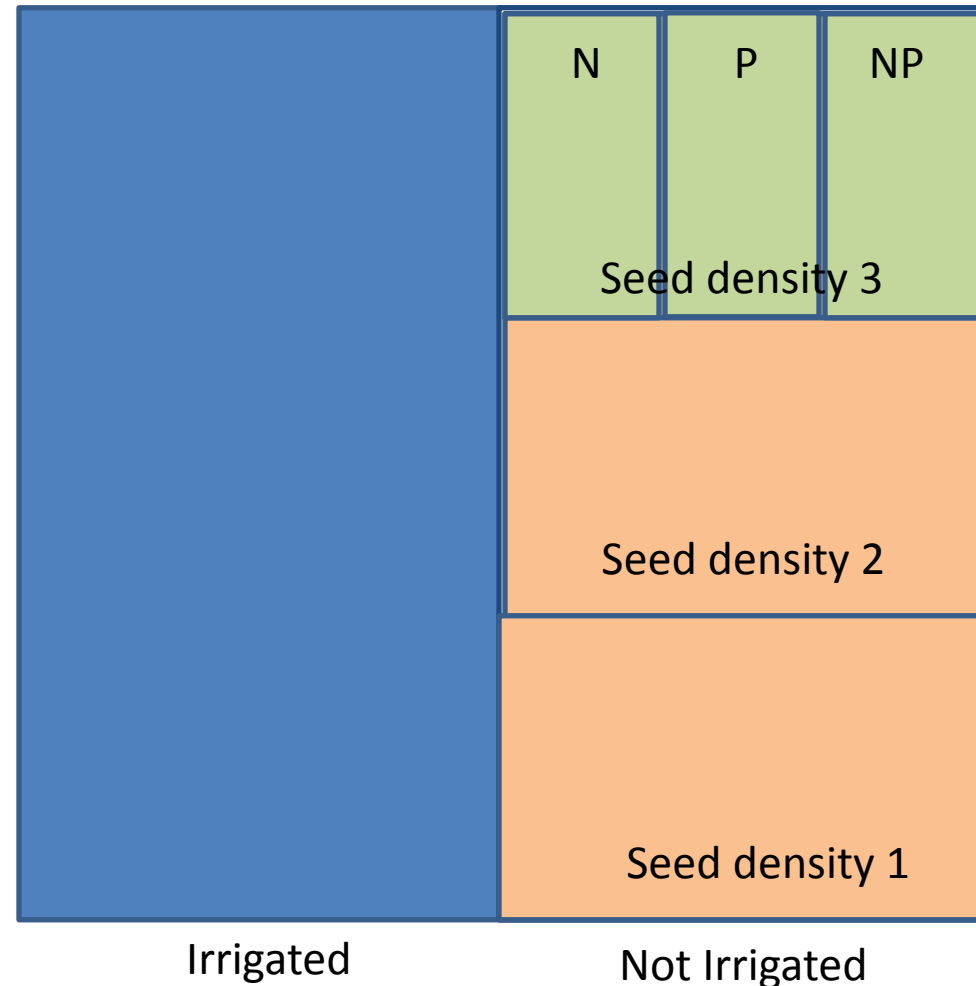 N P NP
Seed density 3
Seed density 2
Seed density 1
Irrigated Not Irrigated